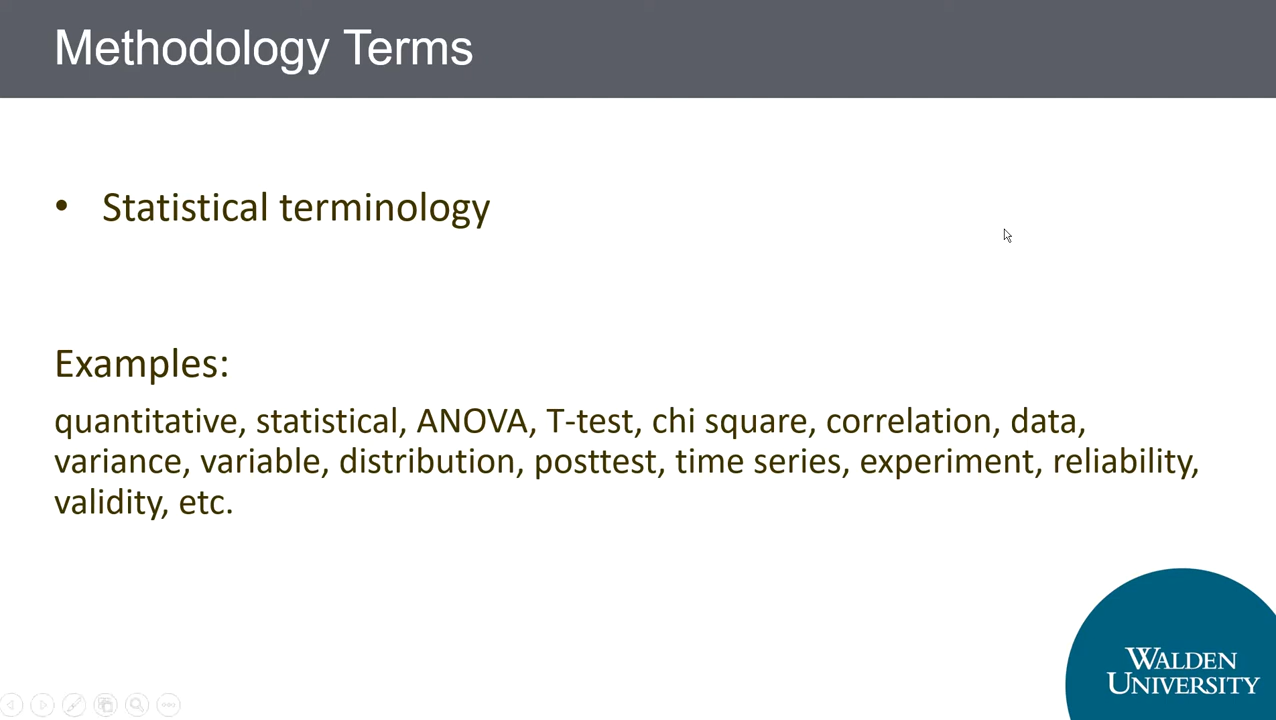 Methodology Terms
• Statistical terminology
Examples:
quantitative, statistical, ANOVA, T-test, chi square, correlation, data,
variance, variable, distribution, posttest, time series, experiment, reliability,
validity, etc.
WALDEN
UNIVERSITY